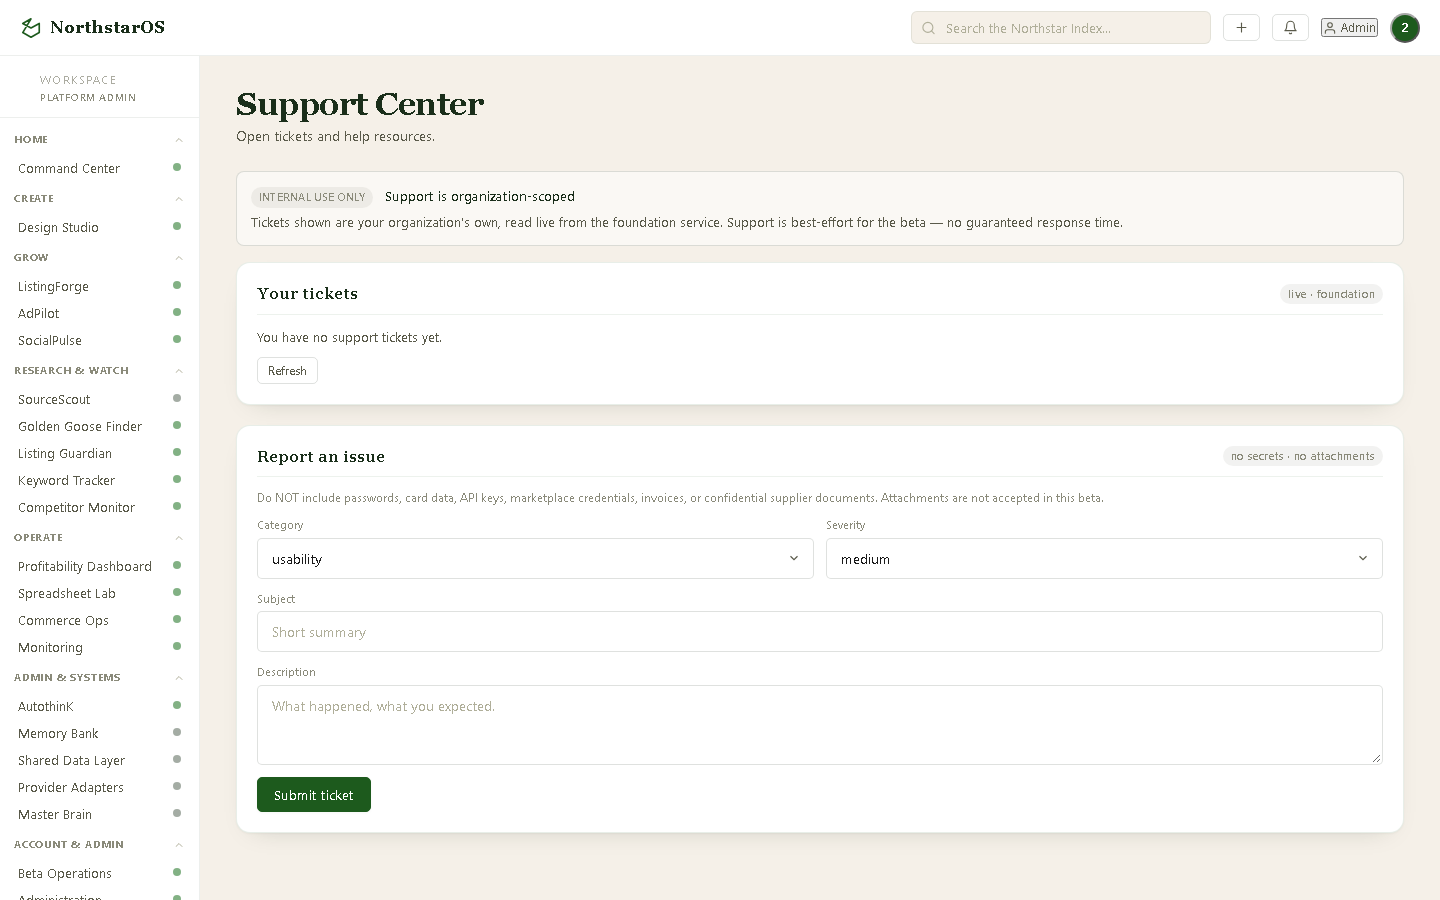 NorthstarOS
Search the Northstar Index...
Admin
2
WORKSPACE
PLATFORM ADMIN
HOME
Command Center
CREATE
Design Studio
GROW
ListingForge
AdPilot
SocialPulse
RESEARCH & WATCH
SourceScout
Golden Goose Finder
Listing Guardian
Keyword Tracker
Competitor Monitor
OPERATE
Profitability Dashboard
Spreadsheet Lab
Commerce Ops
Monitoring
ADMIN & SYSTEMS
AutothinK
Memory Bank
Shared Data Layer
Provider Adapters
Master Brain
ACCOUNT & ADMIN
Beta Operations
Administration
Support Center
Open tickets and help resources.
INTERNAL USE ONLY Support is organization-scoped
Tickets shown are your organization's own, read live from the foundation service. Support is best-effort for the beta — no guaranteed response time.
Your tickets
live · foundation
You have no support tickets yet.
Refresh
Report an issue
no secrets · no attachments
Do NOT include passwords, card data, API keys, marketplace credentials, invoices, or confidential supplier documents. Attachments are not accepted in this beta.
Category
usability
Severity
medium
Subject
Short summary
Description
What happened, what you expected.
Submit ticket